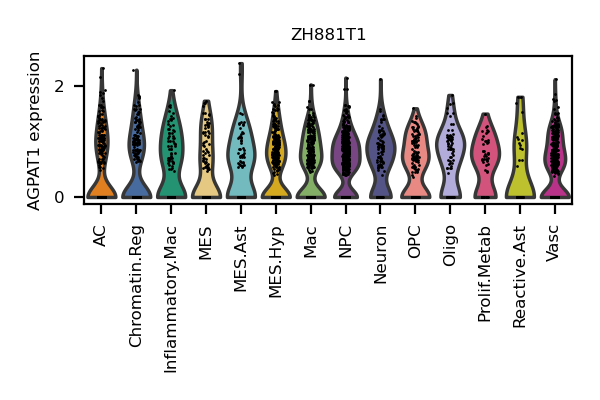 ZH881T1
AGPAT1 expression
2
0
AC
Chromatin.Reg
Inflammatory.Mac
MES
MES.Ast
MES.Hyp
Mac
NPC
Neuron
OPC
Oligo
Prolif.Metab
Reactive.Ast
Vasc